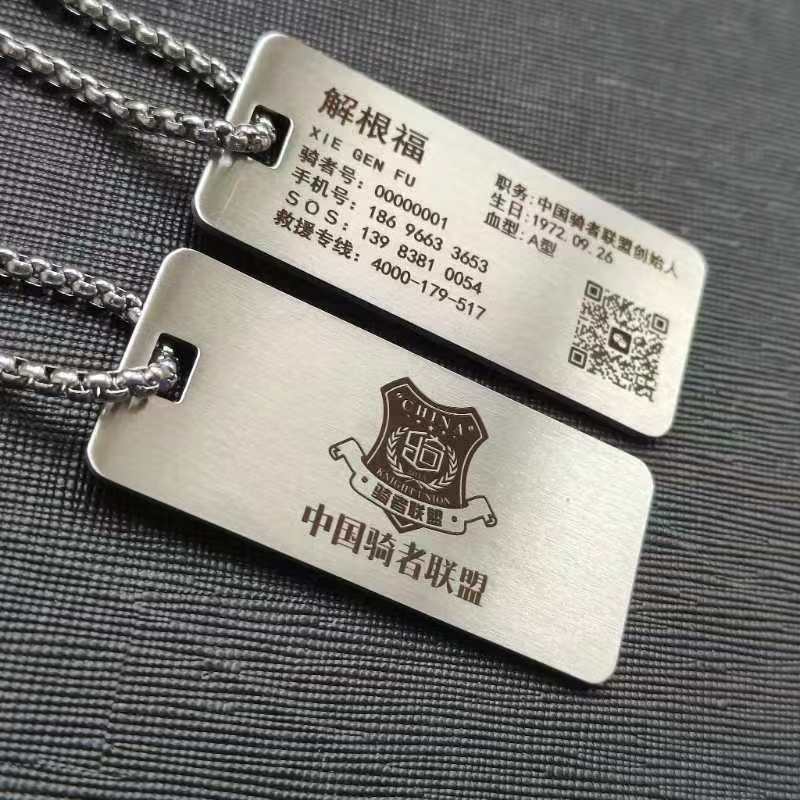 解根福
XIE GEN FU
骑者号：00000001
手机号：186 9663 3653
SOS：139 8381 0054
救援专线：4000-179-517
职务:中国骑者联盟创始人
生日:1972.09.26
血型:A型
"CHINA"
KNIGHT UNION
骑者联盟
中国骑者联盟